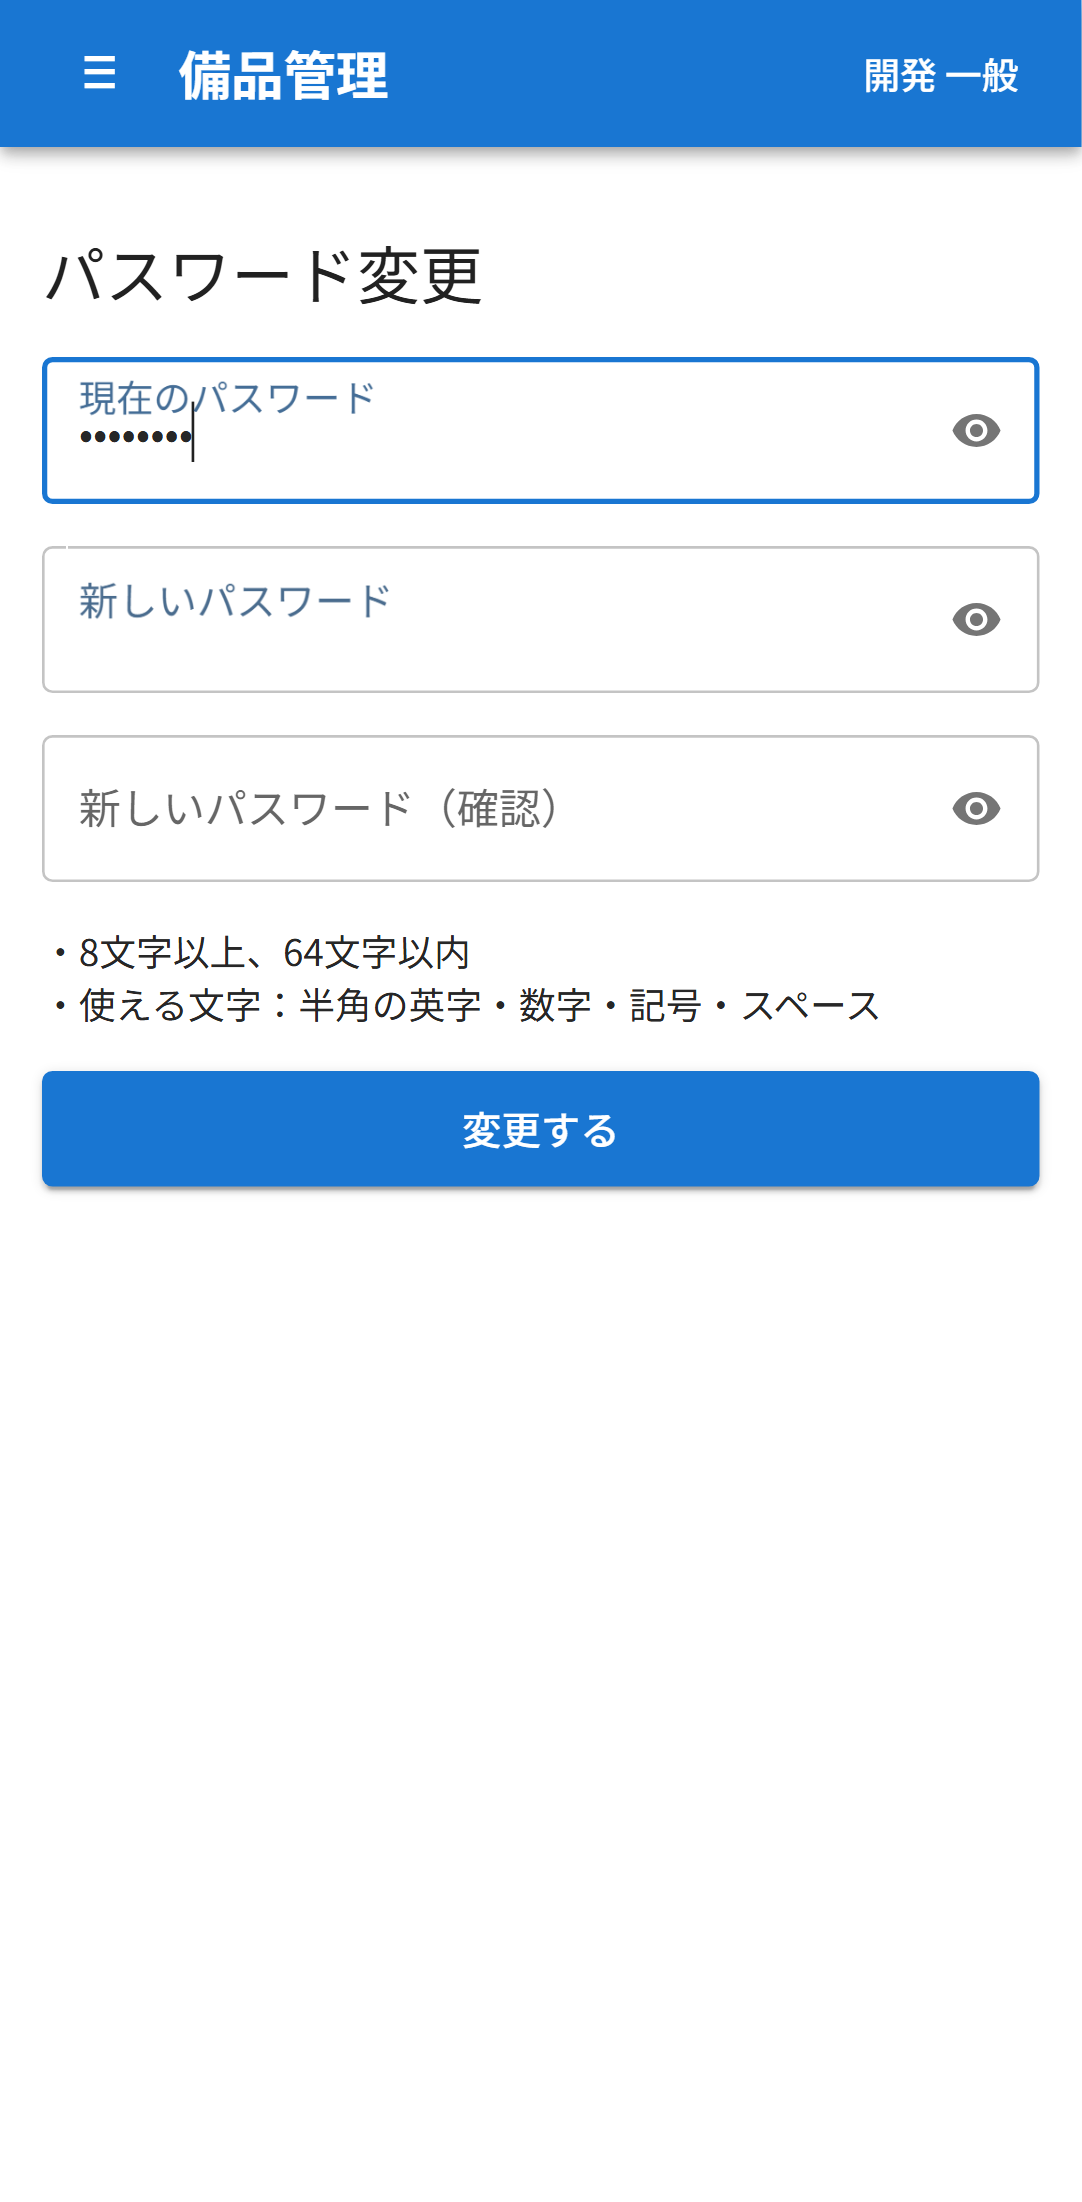 備品管理
開発 一般
パスワード変更
現在のパスワード
••••••••
新しいパスワード
新しいパスワード（確認）
・8文字以上、64文字以内
・使える文字：半角の英字・数字・記号・スペース
変更する